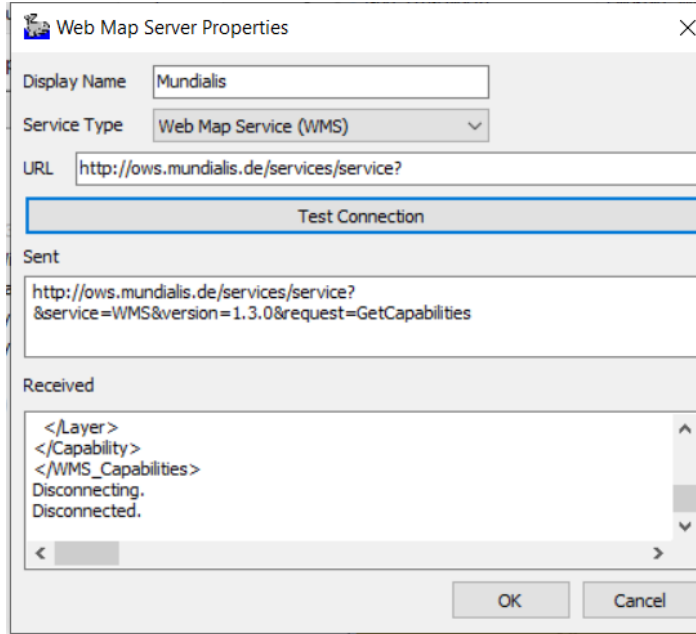 Web Map Server Properties
Display Name Mundialis
Service Type Web Map Service (WMS)
URL http://ows.mundialis.de/services/service?
Test Connection
Sent
http://ows.mundialis.de/services/service?
&service=WMS&version=1.3.0&request=GetCapabilities
Received
</Layer>
</Capability>
</WMS_Capabilities>
Disconnecting.
Disconnected.
OK Cancel